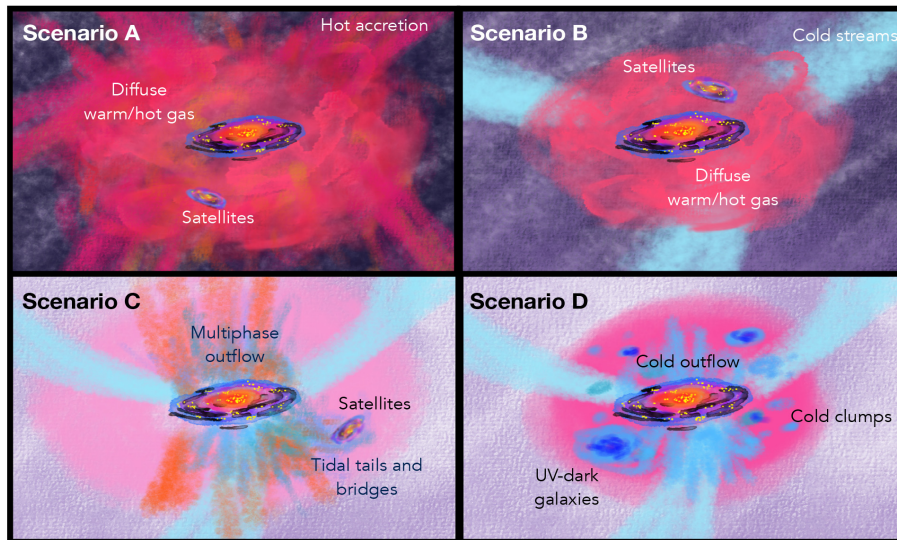 Scenario A
Hot accretion
Diffuse
warm/hot gas
Satellites
Scenario B
Cold streams
Satellites
Diffuse
warm/hot gas
Scenario C
Multiphase
outflow
Satellites
Tidal tails and
bridges
Scenario D
Cold outflow
Cold clumps
UV-dark
galaxies